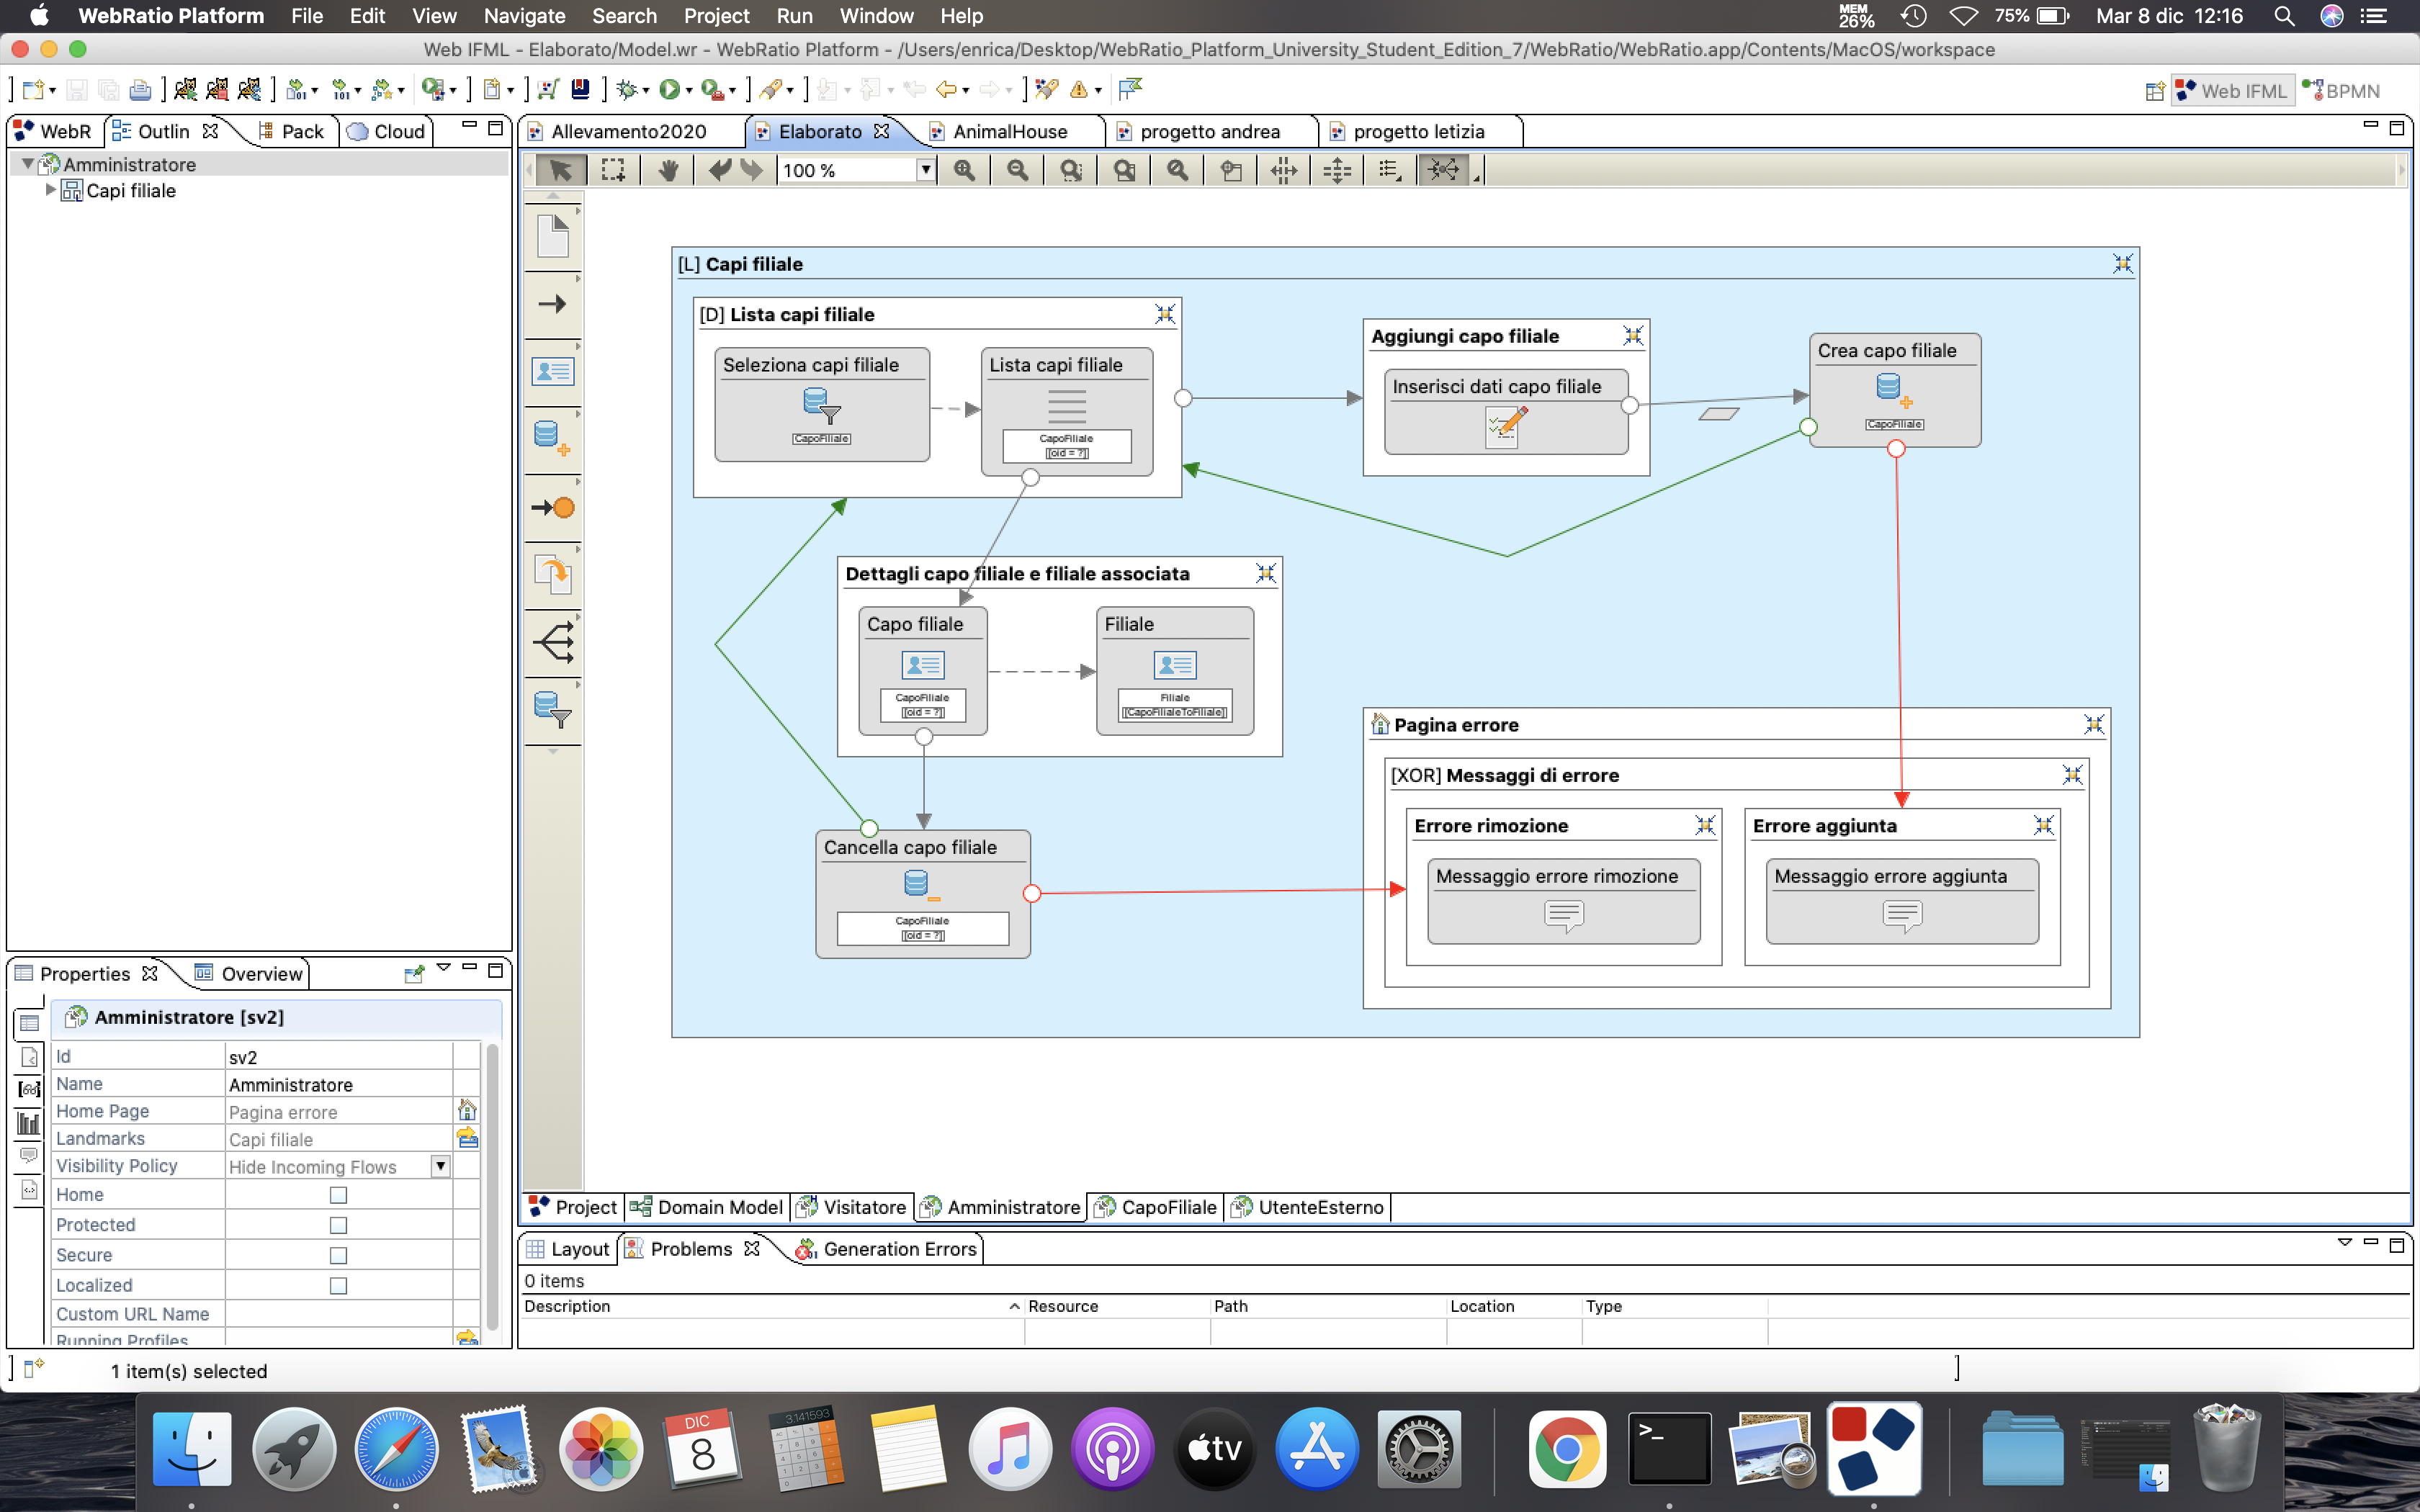 WebRatio Platform File Edit View Navigate Search Project Run Window Help MEM 26% 75% Mar 8 dic 12:16
Web IFML - Elaborato/Model.wr - WebRatio Platform - /Users/enrica/Desktop/WebRatio_Platform_University_Student_Edition_7/WebRatio/WebRatio.app/Contents/MacOS/workspace
Web IFML BPMN
WebR Outlin Pack Cloud
Amministratore
Capi filiale
Allevamento2020 Elaborato AnimalHouse progetto andrea progetto letizia
100 %
[L] Capi filiale
[D] Lista capi filiale
Seleziona capi filiale
CapoFiliale
Lista capi filiale
CapoFiliale
[[oid = ?]]
Aggiungi capo filiale
Inserisci dati capo filiale
Crea capo filiale
CapoFiliale
Dettagli capo filiale e filiale associata
Capo filiale
CapoFiliale
[[oid = ?]]
Filiale
Filiale
[[CapoFilialeToFiliale]]
Cancella capo filiale
CapoFiliale
[[oid = ?]]
Pagina errore
[XOR] Messaggi di errore
Errore rimozione
Messaggio errore rimozione
Errore aggiunta
Messaggio errore aggiunta
Project Domain Model Visitatore Amministratore CapoFiliale UtenteEsterno
Properties Overview
Amministratore [sv2]
Id sv2
Name Amministratore
Home Page Pagina errore
Landmarks Capi filiale
Visibility Policy Hide Incoming Flows
Home
Protected
Secure
Localized
Custom URL Name
Running Profiles
Layout Problems Generation Errors
0 items
Description Resource Path Location Type
1 item(s) selected
3.141593
DIC
8
tv